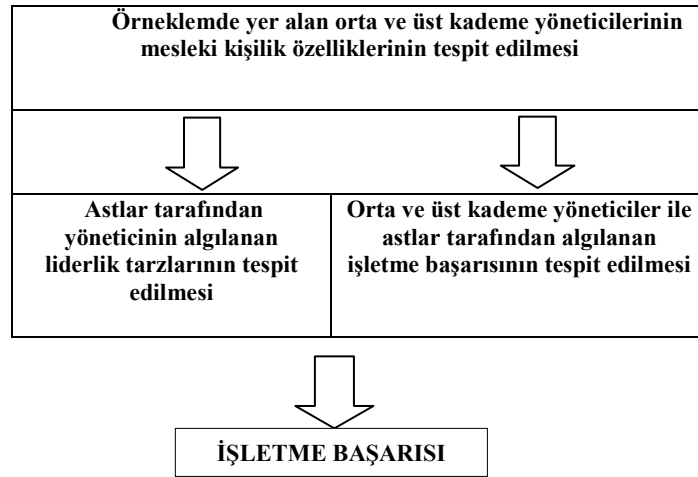 Örneklemde yer alan orta ve üst kademe yöneticilerinin
mesleki kişilik özelliklerinin tespit edilmesi
Astlar tarafından
yöneticinin algılanan
liderlik tarzlarının tespit
edilmesi
Orta ve üst kademe yöneticiler ile
astlar tarafından algılanan
işletme başarısının tespit edilmesi
İŞLETME BAŞARISI